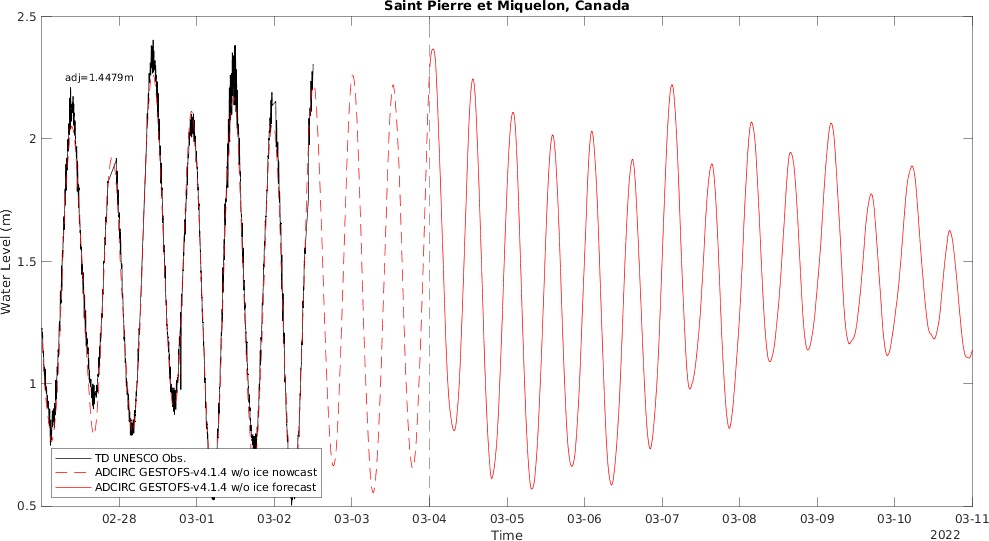 Saint Pierre et Miquelon, Canada
2.5
adj=1.4479m
2
Water Level (m)
1.5
1
TD UNESCO Obs.
ADCIRC GESTOFS-v4.1.4 w/o ice nowcast
ADCIRC GESTOFS-v4.1.4 w/o ice forecast
0.5
02-28 03-01 03-02 03-03 03-04 03-05 03-06 03-07 03-08 03-09 03-10 03-11
Time
2022